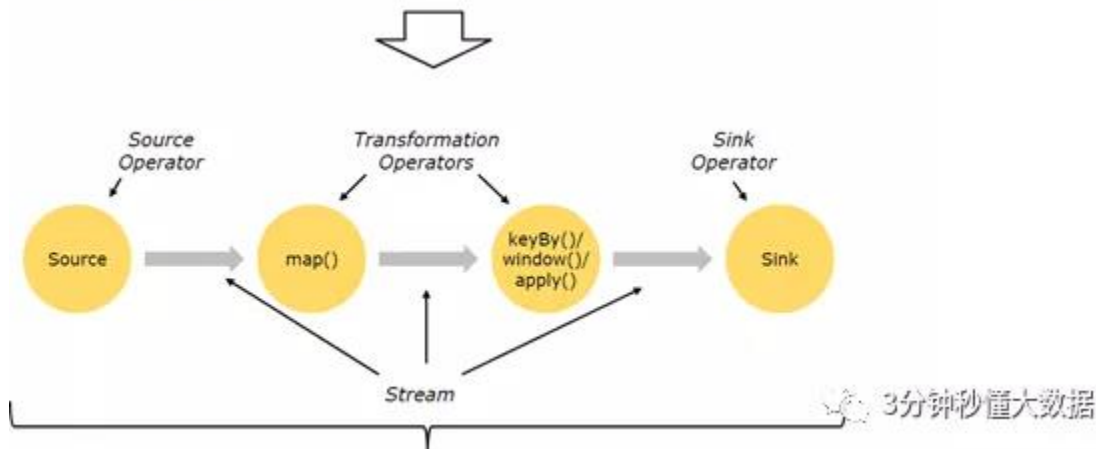 Source
Operator
Transformation
Operators
Sink
Operator
Source
map()
keyBy()/
window()/
apply()
Sink
Stream
3分钟秒懂大数据